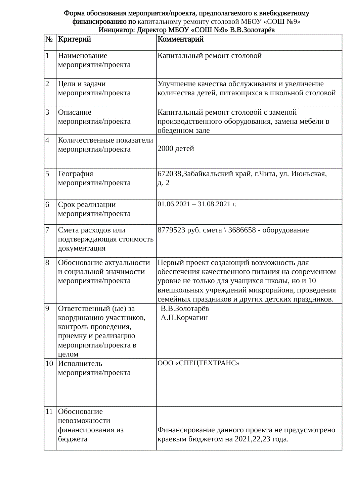 Форма обоснования мероприятия/проекта, предполагаемого к внебюджетному
финансированию по капитальному ремонту столовой МБОУ «СОШ №9»
Инициатор: Директор МБОУ «СОШ №9» В.В.Золотарёв
№ Критерий Комментарий
1 Наименование мероприятия/проекта Капитальный ремонт столовой
2 Цели и задачи мероприятия/проекта Улучшение качества обслуживания и увеличение
количества детей, питающихся в школьной столовой
3 Описание мероприятия/проекта Капитальный ремонт столовой с заменой
производственного оборудования, замена мебели в
обеденном зале
4 Количественные показатели мероприятия/проекта 2000 детей
5 География мероприятия/проекта 672038,Забайкальский край, г.Чита, ул. Июньская,
д. 2
6 Срок реализации мероприятия/проекта 01.06.2021 – 31.08.2021 г.
7 Смета расходов или
подтверждающая стоимость
документация 8779523 руб. смета \ 3686658 - оборудование
8 Обоснование актуальности
и социальной значимости
мероприятия/проекта Первый проект создающий возможность для
обеспечения качественного питания на современном
уровне не только для учащихся школы, но и 10
внешкольных учреждений микрорайона, проведения
семейных праздников и других детских праздников.
9 Ответственный (ые) за
координацию участников,
контроль проведения,
приемку и реализацию
мероприятия/проекта в
целом В.В.Золотарёв
А.П.Корчагин
10 Исполнитель
мероприятия/проекта ООО «СПЕЦТЕХТРАНС»
11 Обоснование
невозможности
финансирования из
бюджета Финансирование данного проекта не предусмотрено
краевым бюджетом на 2021,22,23 года.